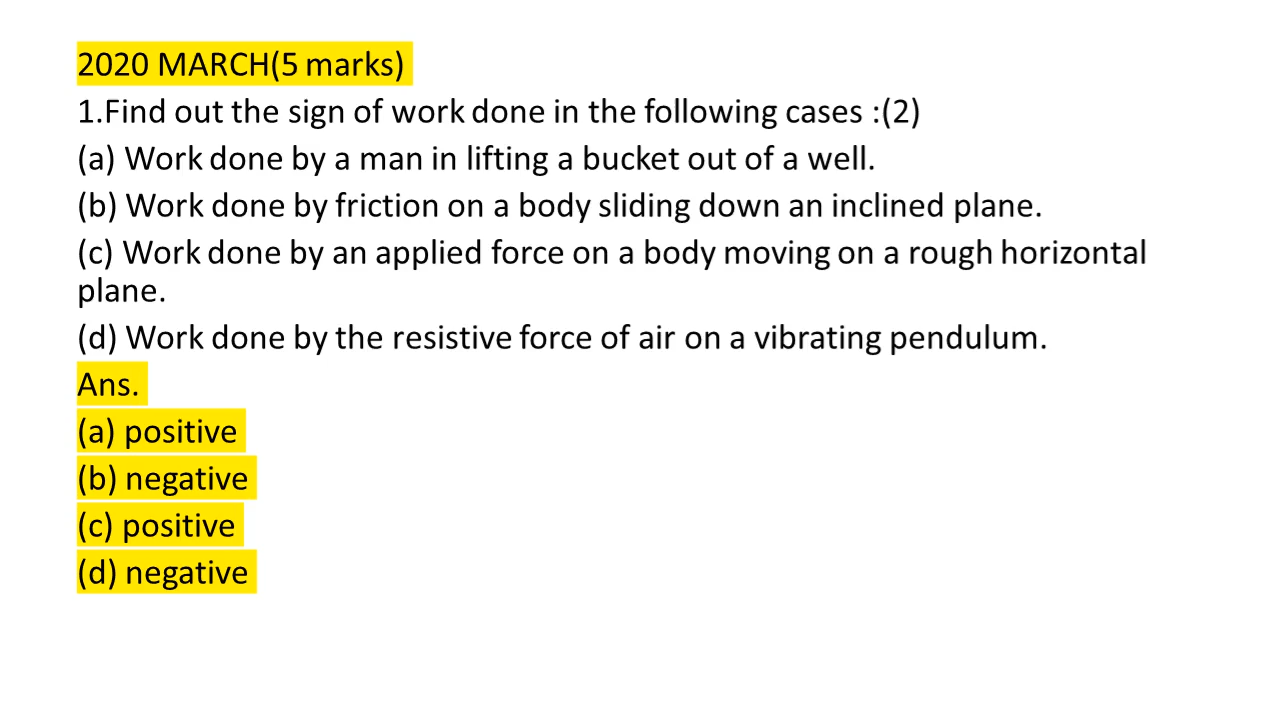 2020 MARCH(5 marks)
1.Find out the sign of work done in the following cases :(2)
(a) Work done by a man in lifting a bucket out of a well.
(b) Work done by friction on a body sliding down an inclined plane.
(c) Work done by an applied force on a body moving on a rough horizontal
plane.
(d) Work done by the resistive force of air on a vibrating pendulum.
Ans.
(a) positive
(b) negative
(c) positive
(d) negative